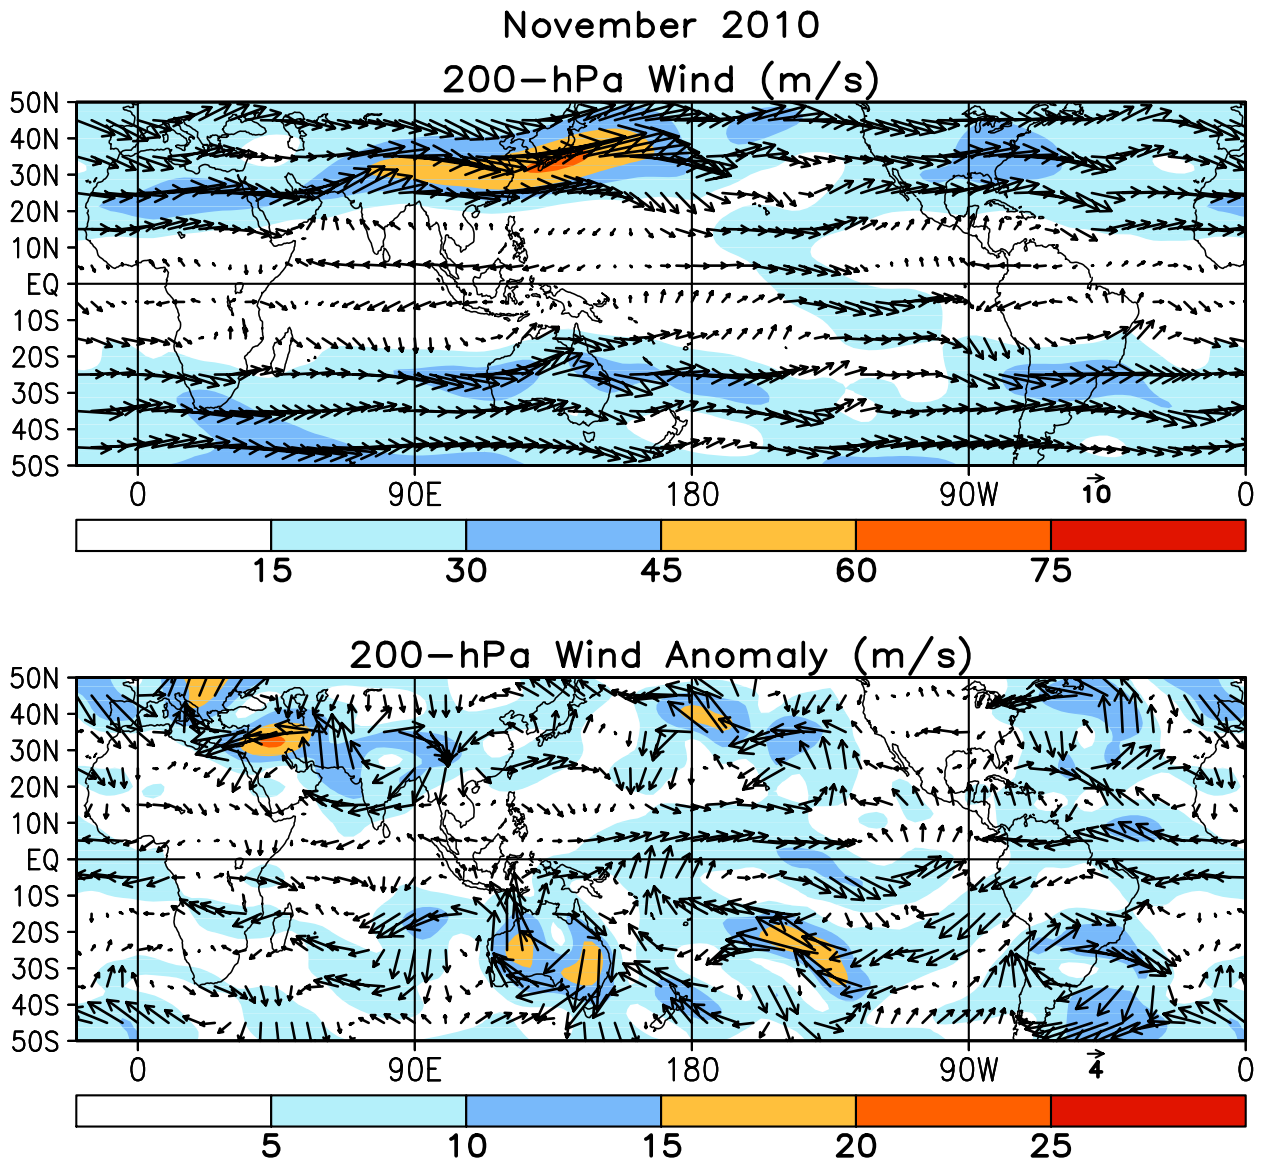 November 2010
200-hPa Wind (m/s)
50N
40N
30N
20N
10N
EQ
10S
20S
30S
40S
50S
0 90E 180 90W 10 0
15 30 45 60 75
200-hPa Wind Anomaly (m/s)
50N
40N
30N
20N
10N
EQ
10S
20S
30S
40S
50S
0 90E 180 90W 4 0
5 10 15 20 25